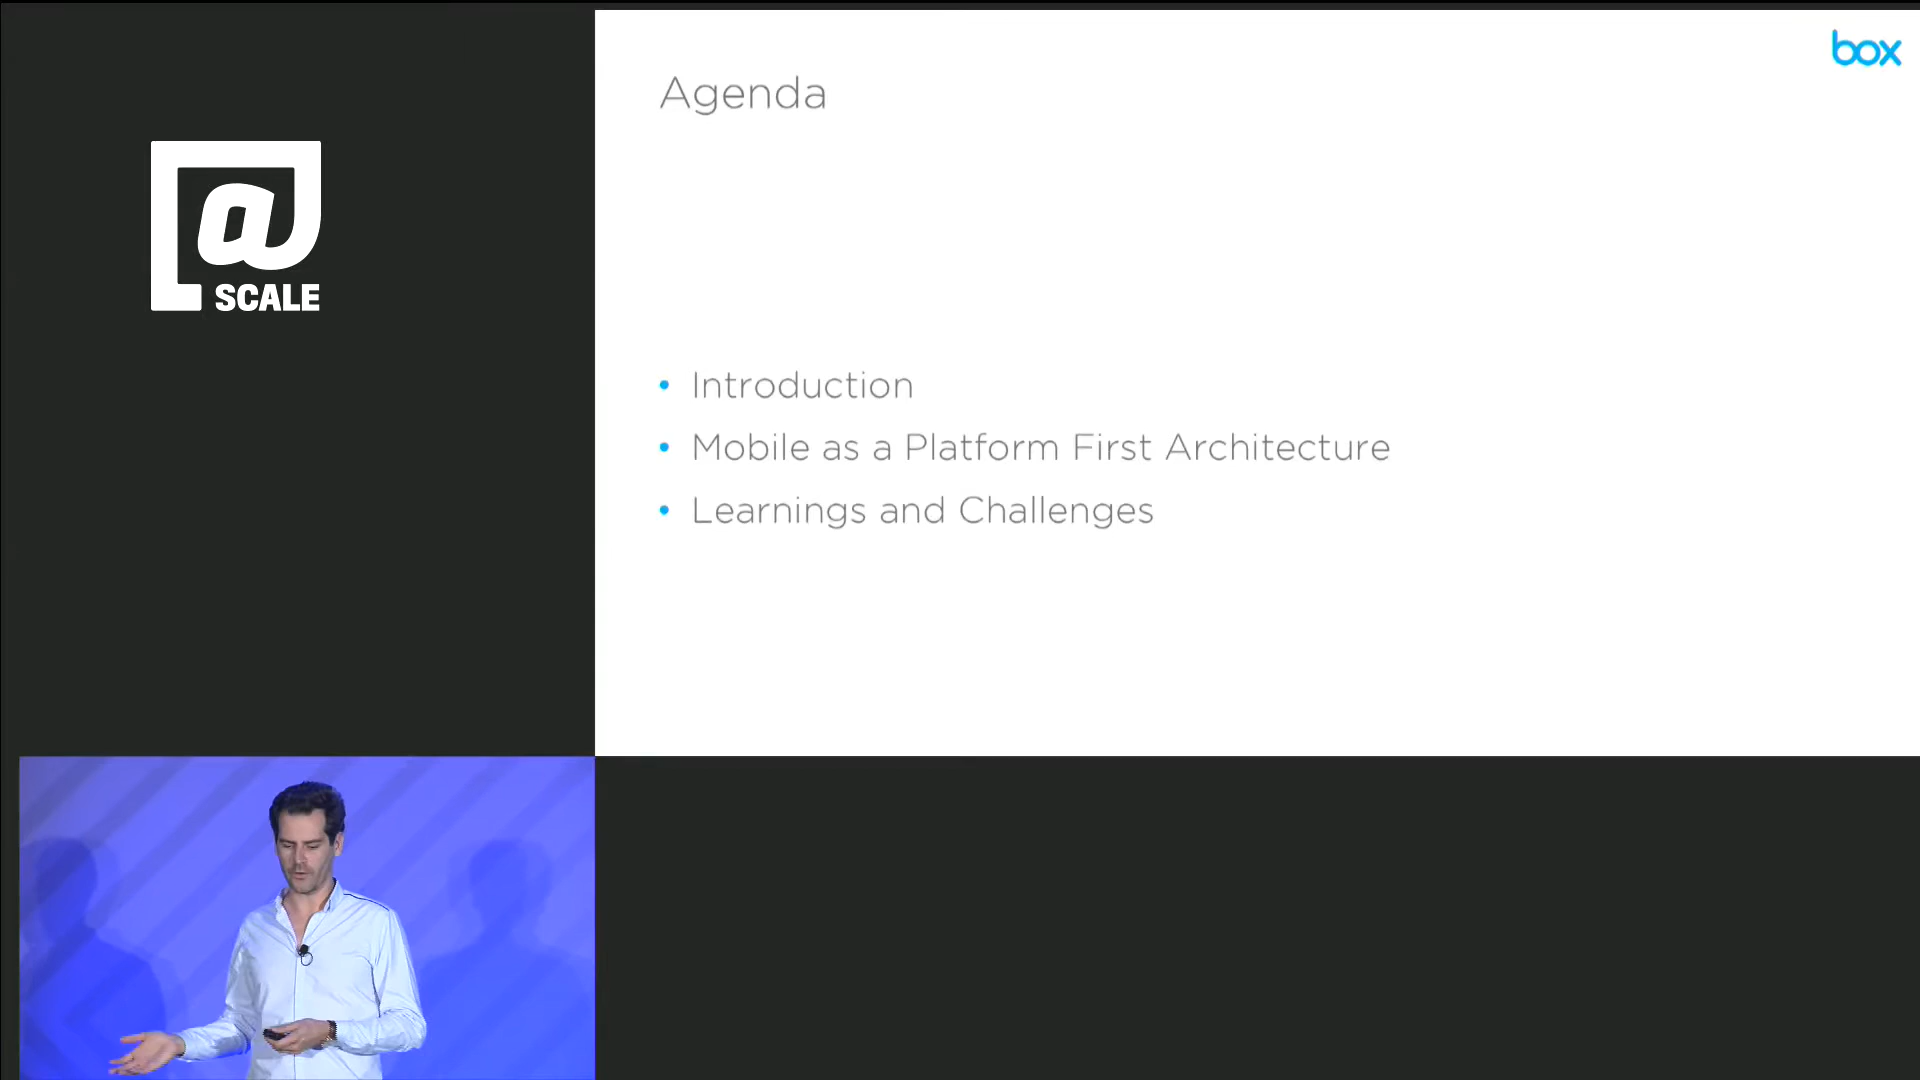 box
Agenda
@
SCALE
• Introduction
• Mobile as a Platform First Architecture
• Learnings and Challenges